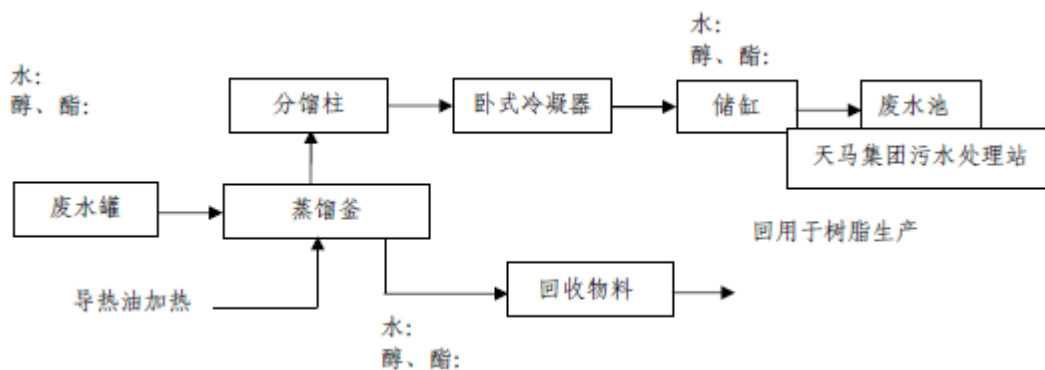 水:
醇、酯:
水:
醇、酯:
分馏柱
卧式冷凝器
储缸
废水池
天马集团污水处理站
废水罐
蒸馏釜
回用于树脂生产
导热油加热
回收物料
水:
醇、酯: